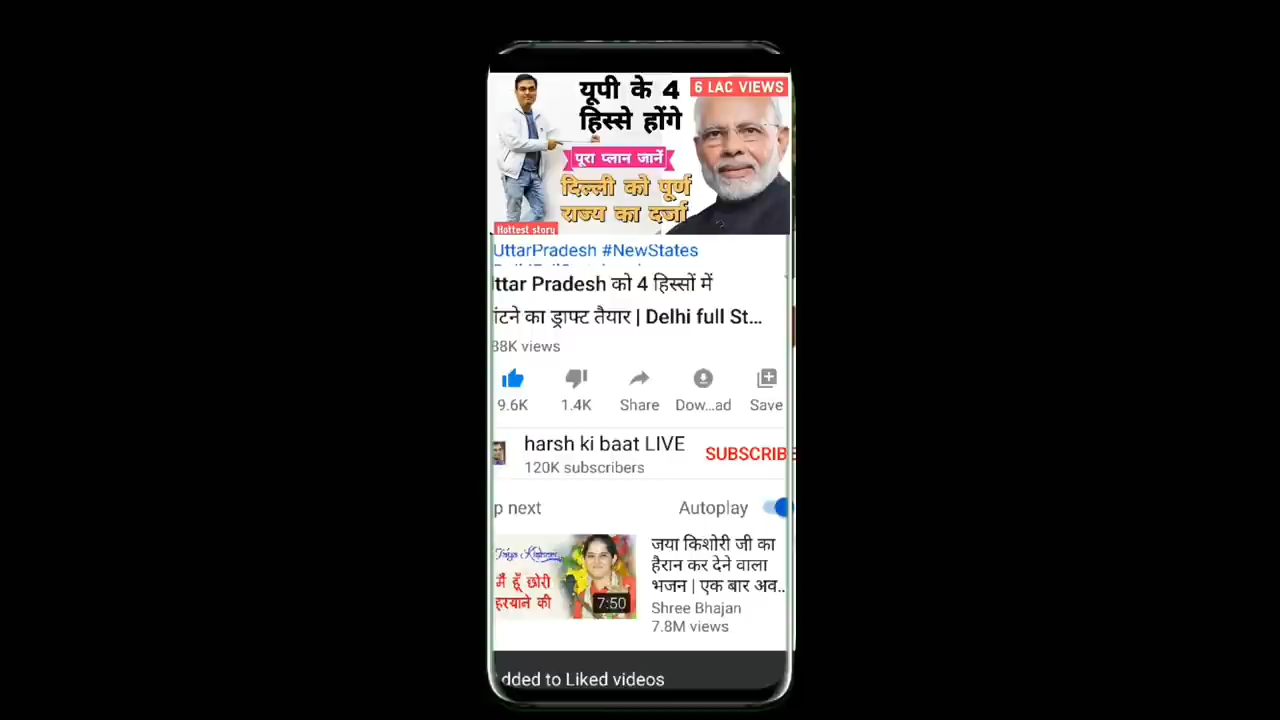 यूपी के 4
6 LAC VIEWS
हिस्से होंगे
पूरा प्लान जानें
दिल्ली को पूर्ण
राज्य का दर्जा
Hottest story
UttarPradesh #NewStates
ttar Pradesh को 4 हिस्सों में
ांटने का ड्राफ्ट तैयार | Delhi full St...
38K views
9.6K
1.4K
Share
Dow...ad
Save
harsh ki baat LIVE
SUBSCRIBE
120K subscribers
p next
Autoplay
जया किशोरी जी का
हैरान कर देने वाला
भजन | एक बार अव..
मैं हूँ छोरी
हरयाने की
7:50
Shree Bhajan
7.8M views
dded to Liked videos